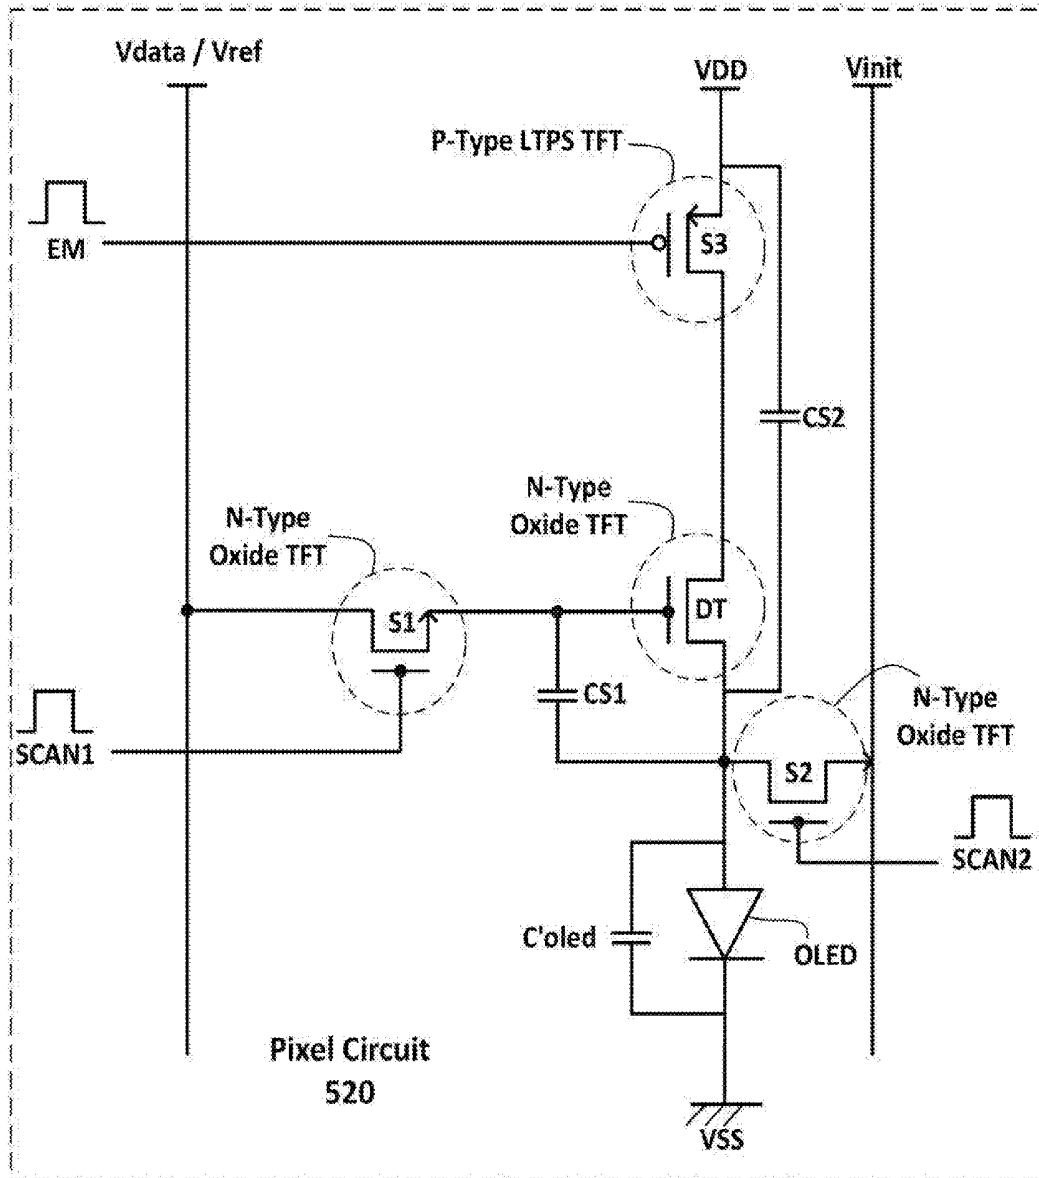 Vdata / Vref
VDD
Vinit
P-Type LTPS TFT
EM
S3
CS2
N-Type
Oxide TFT
N-Type
Oxide TFT
S1
DT
CS1
SCAN1
N-Type
Oxide TFT
S2
SCAN2
C'oled
OLED
Pixel Circuit
520
VSS